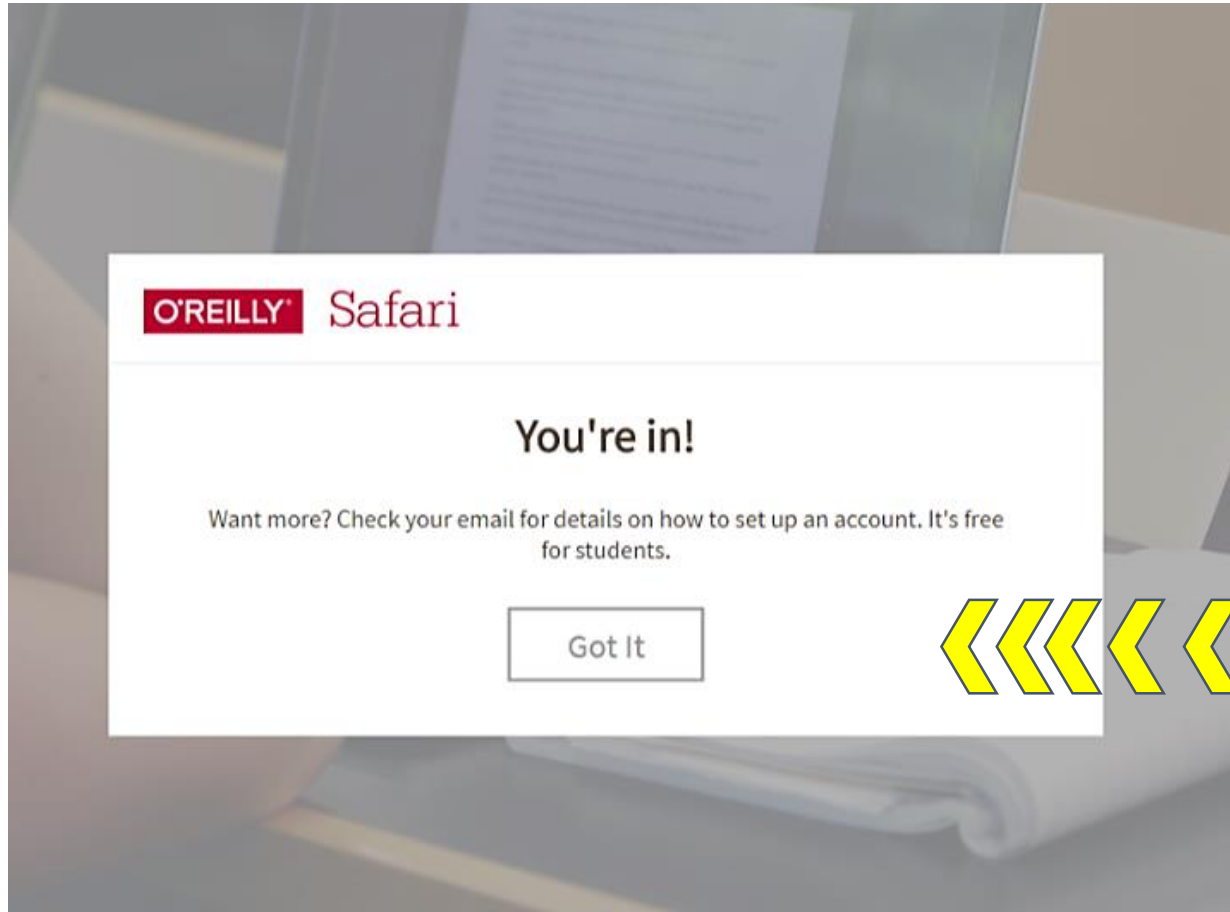 O'REILLY® Safari
You're in!
Want more? Check your email for details on how to set up an account. It's free
for students.
Got It